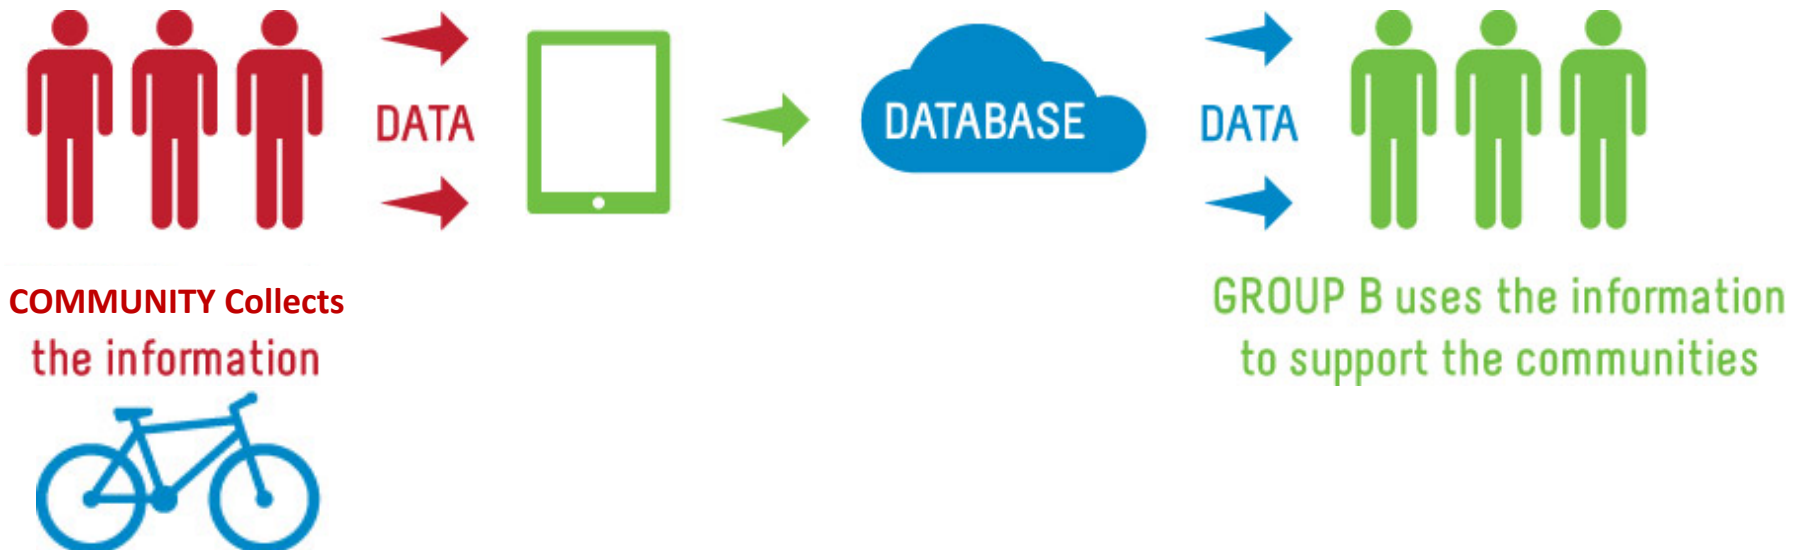 DATA
DATABASE
DATA
COMMUNITY Collects
the information
GROUP B uses the information
to support the communities